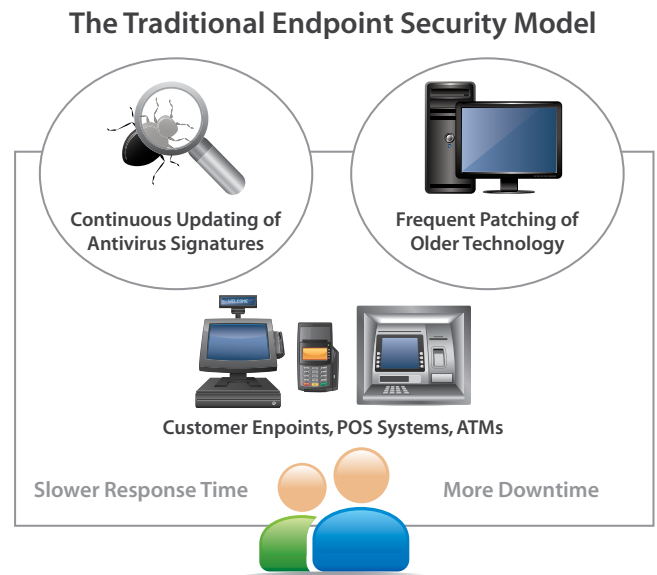 The Traditional Endpoint Security Model
Continuous Updating of
Antivirus Signatures
Frequent Patching of
Older Technology
WELCOME
Customer Enpoints, POS Systems, ATMs
Slower Response Time
More Downtime